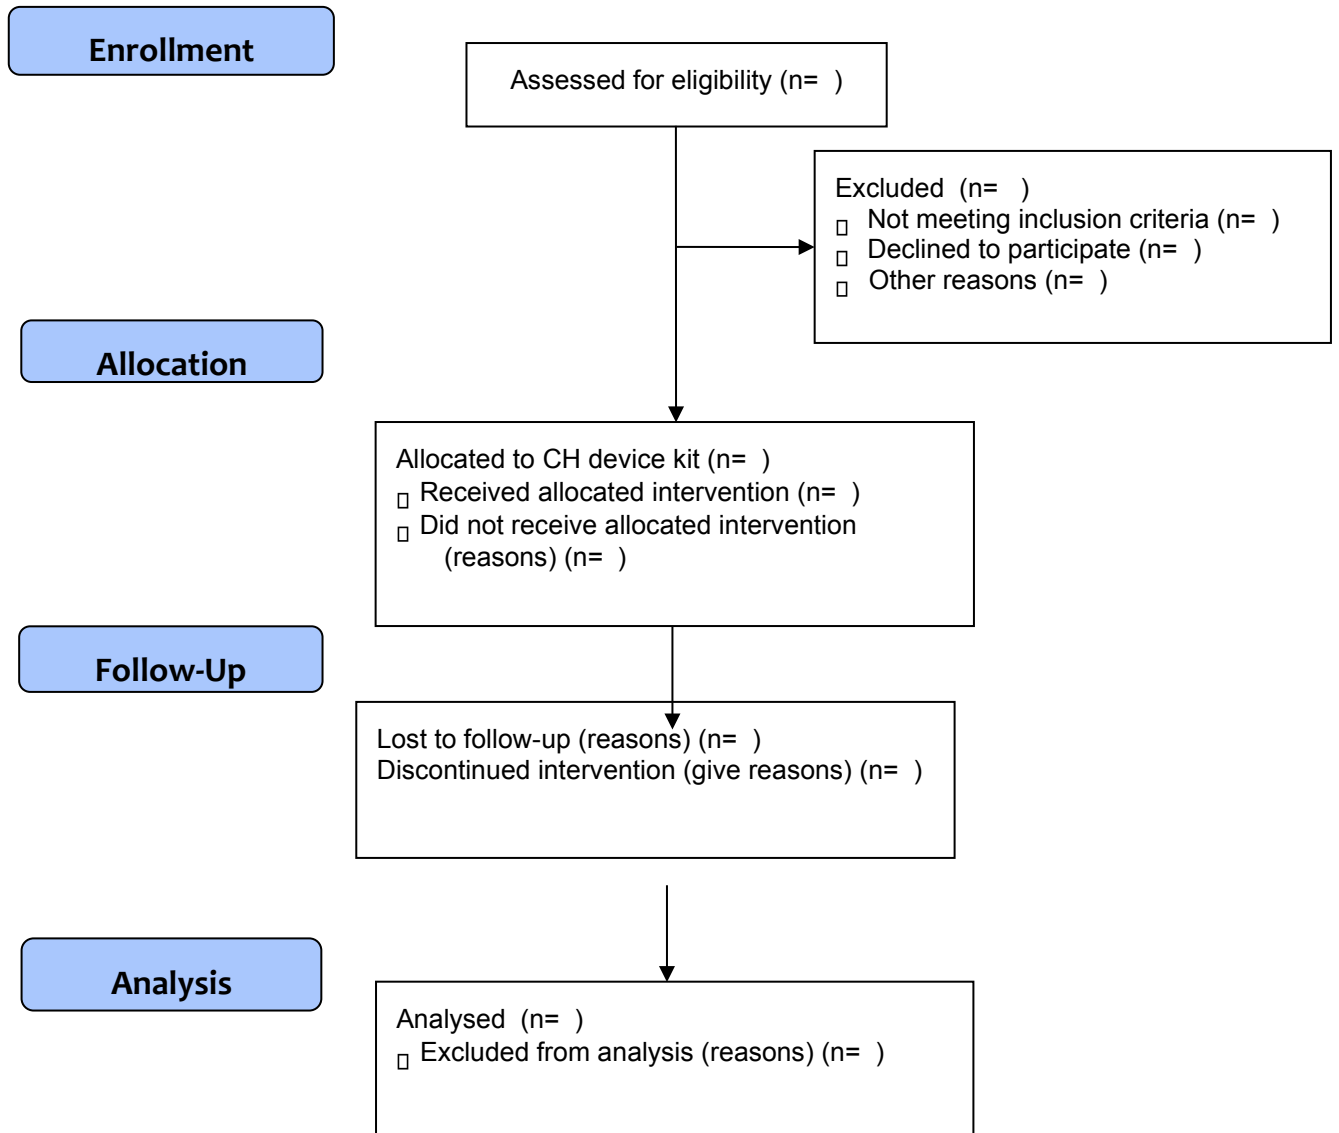 Enrollment
Assessed for eligibility (n=  )
Excluded  (n=   )
▯ Not meeting inclusion criteria (n=  )
▯ Declined to participate (n=  )
▯ Other reasons (n=  )
Allocation
Allocated to CH device kit (n=  )
▯ Received allocated intervention (n=  )
▯ Did not receive allocated intervention
(reasons) (n=  )
Follow-Up
Lost to follow-up (reasons) (n=  )
Discontinued intervention (give reasons) (n=  )
Analysis
Analysed  (n=  )
▯ Excluded from analysis (reasons) (n=  )